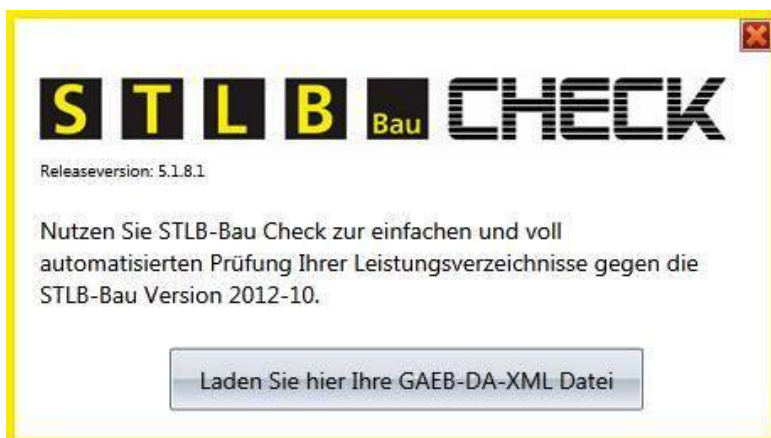 STLB Bau CHECK
Releaseversion: 5.1.8.1
Nutzen Sie STLB-Bau Check zur einfachen und voll
automatisierten Prüfung Ihrer Leistungsverzeichnisse gegen die
STLB-Bau Version 2012-10.
Laden Sie hier Ihre GAEB-DA-XML Datei